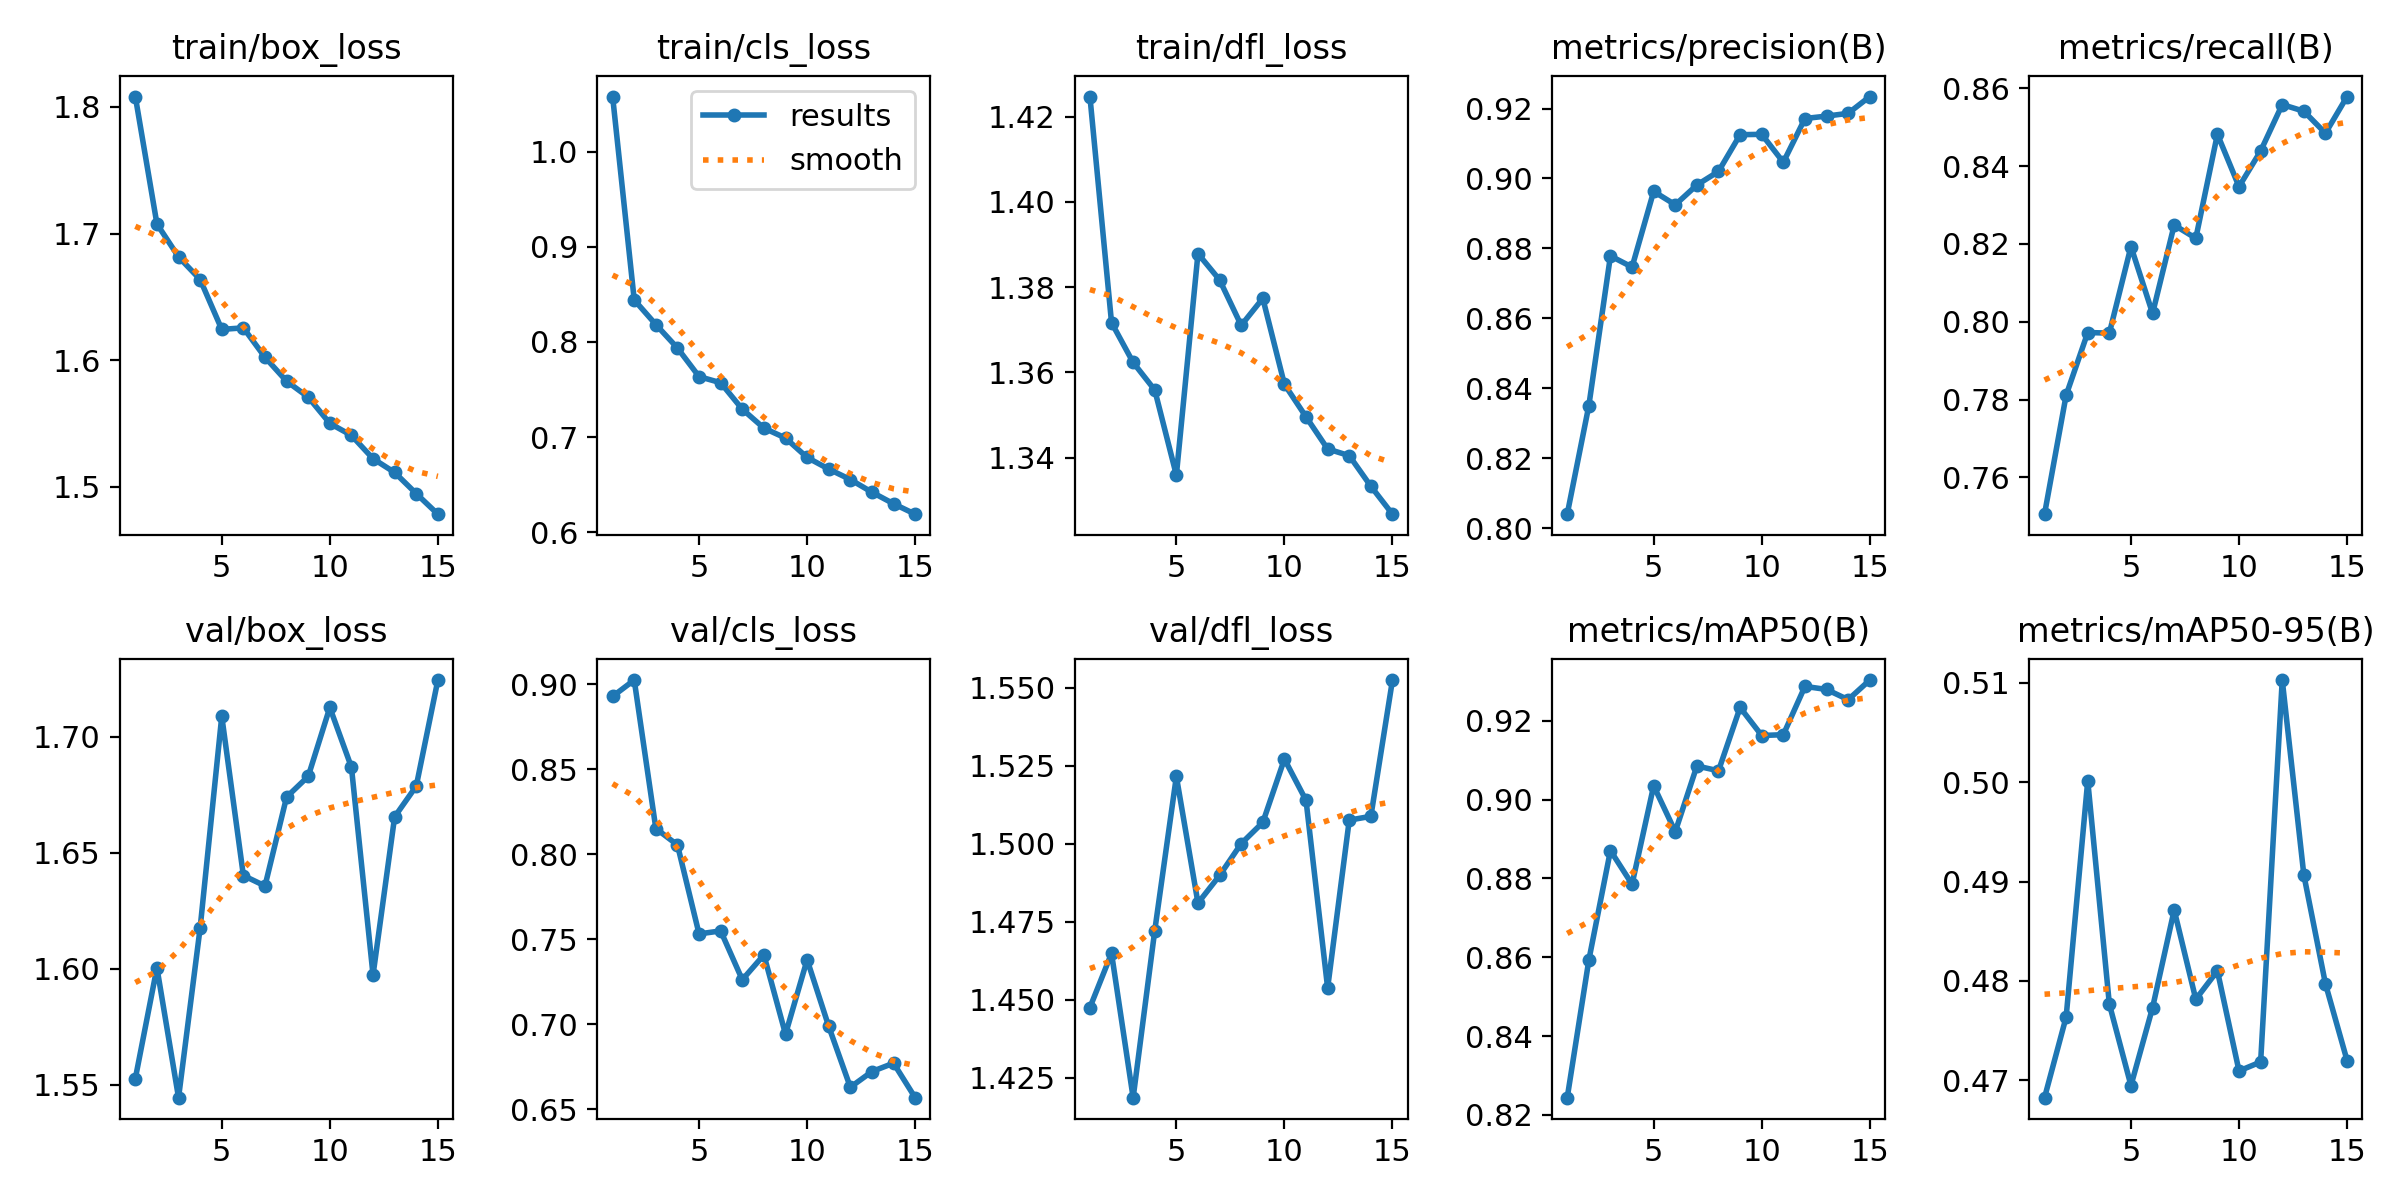 train/box_loss
1.8
1.7
1.6
1.5
5 10 15
train/cls_loss
results
smooth
1.0
0.9
0.8
0.7
0.6
5 10 15
train/dfl_loss
1.42
1.40
1.38
1.36
1.34
5 10 15
metrics/precision(B)
0.92
0.90
0.88
0.86
0.84
0.82
0.80
5 10 15
metrics/recall(B)
0.86
0.84
0.82
0.80
0.78
0.76
5 10 15
val/box_loss
1.70
1.65
1.60
1.55
5 10 15
val/cls_loss
0.90
0.85
0.80
0.75
0.70
0.65
5 10 15
val/dfl_loss
1.550
1.525
1.500
1.475
1.450
1.425
5 10 15
metrics/mAP50(B)
0.92
0.90
0.88
0.86
0.84
0.82
5 10 15
metrics/mAP50-95(B)
0.51
0.50
0.49
0.48
0.47
5 10 15